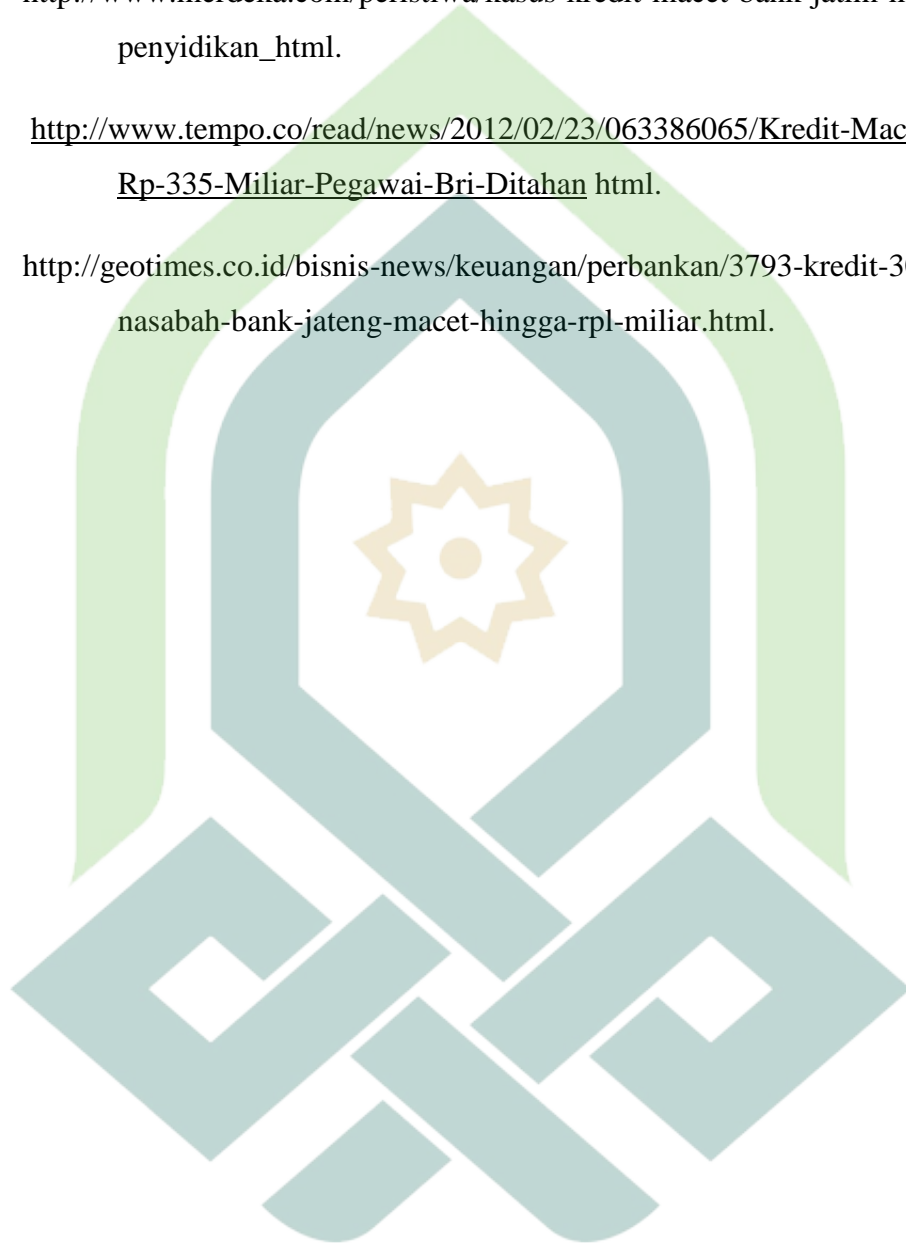 penyidikan_html.
http://www.tempo.co/read/news/2012/02/23/063386065/Kredit-Mac
Rp-335-Miliar-Pegawai-Bri-Ditahan html.
http://geotimes.co.id/bisnis-news/keuangan/perbankan/3793-kredit-3
nasabah-bank-jateng-macet-hingga-rpl-miliar.html.